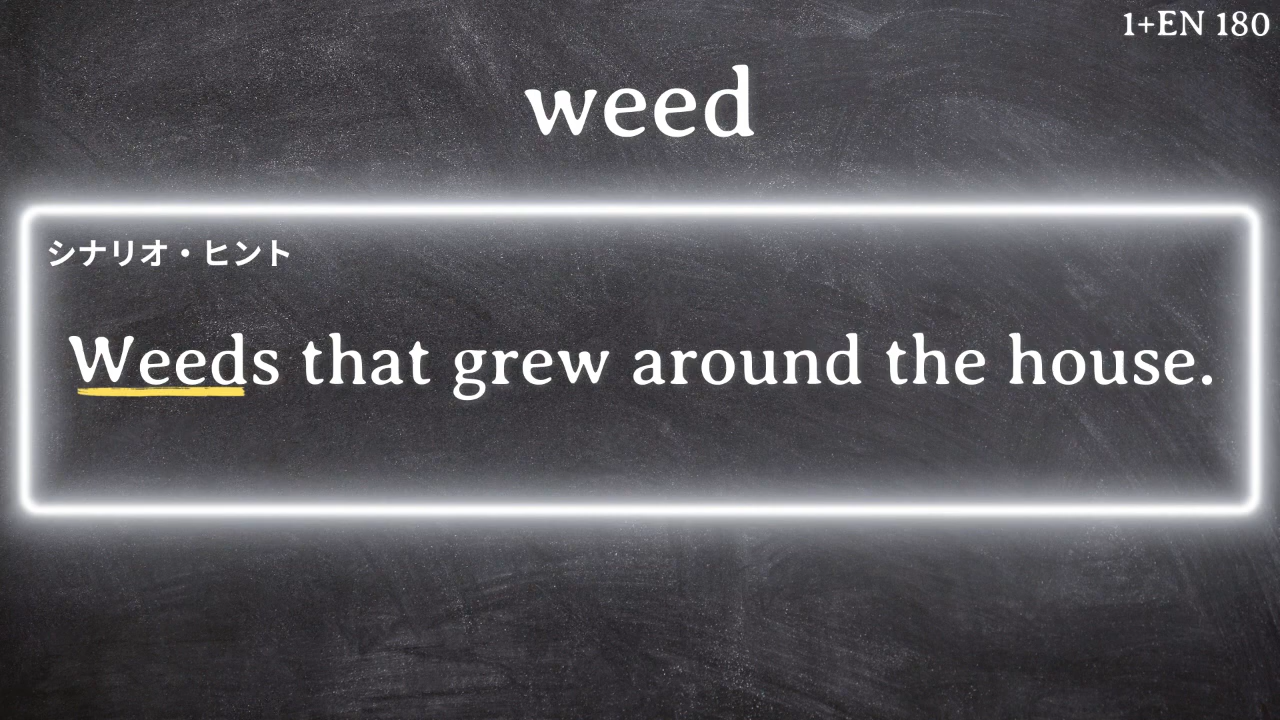 1+EN 180
weed
シナリオ・ヒント
Weeds that grew around the house.